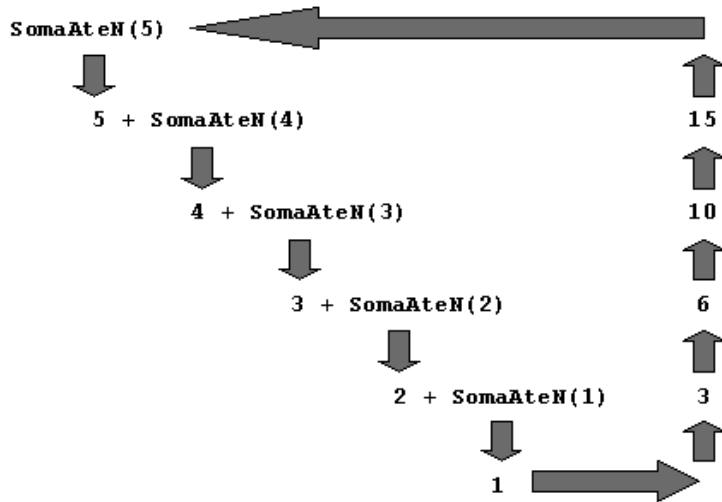 SomaAteN(5)
5 + SomaAteN(4) 15
4 + SomaAteN(3) 10
3 + SomaAteN(2) 6
2 + SomaAteN(1) 3
1